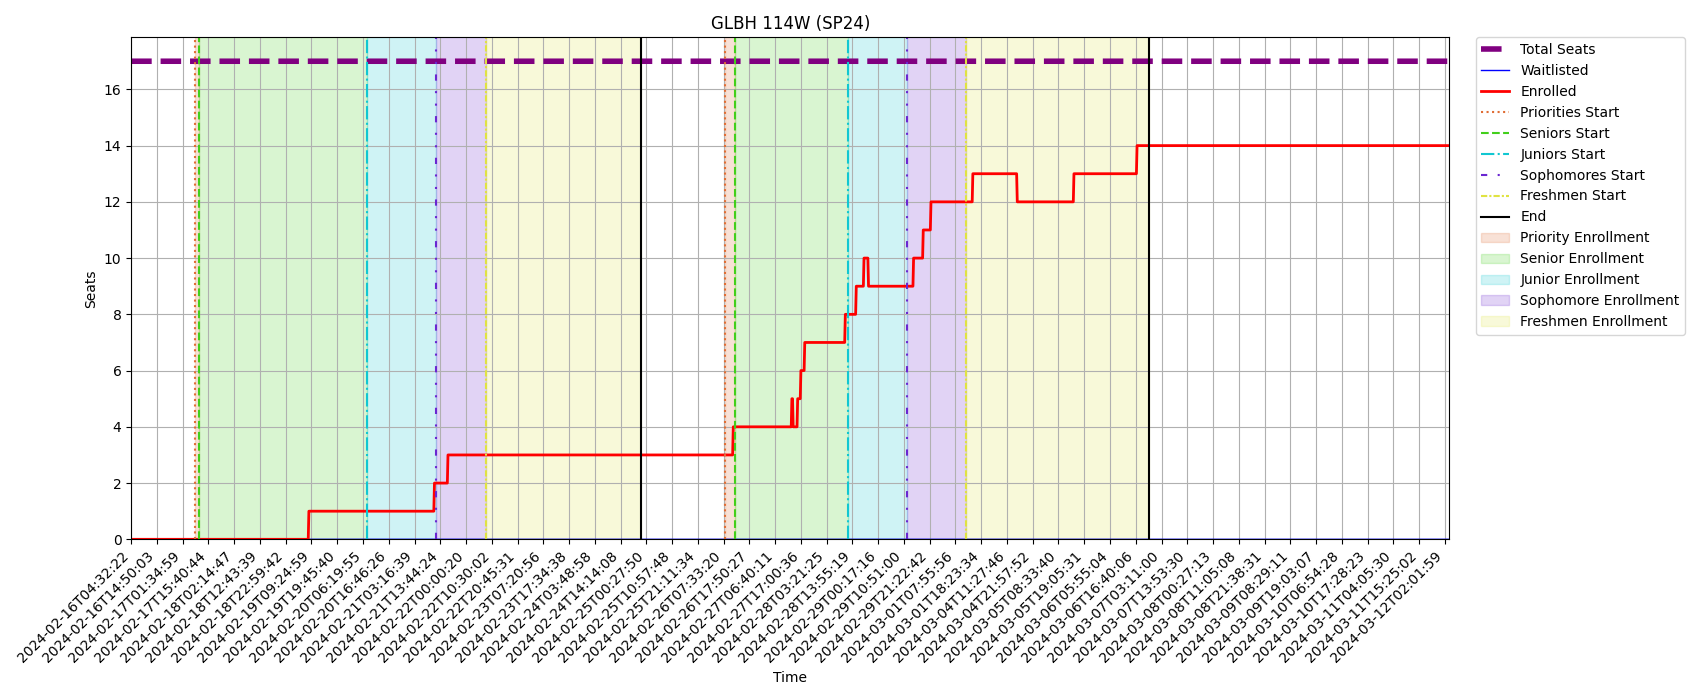 GLBH 114W (SP24)
Total Seats
Waitlisted
Enrolled
Priorities Start
Seniors Start
Juniors Start
Sophomores Start
Freshmen Start
End
Priority Enrollment
Senior Enrollment
Junior Enrollment
Sophomore Enrollment
Freshmen Enrollment
Seats
16
14
12
10
8
6
4
2
0
2024-02-16T04:32:22
2024-02-16T14:50:03
2024-02-17T01:34:59
2024-02-17T15:40:44
2024-02-18T02:14:47
2024-02-18T12:43:39
2024-02-18T22:59:42
2024-02-19T09:24:59
2024-02-19T19:45:40
2024-02-20T06:19:55
2024-02-20T16:46:26
2024-02-21T03:16:39
2024-02-21T13:44:24
2024-02-22T00:00:20
2024-02-22T10:30:02
2024-02-22T20:45:31
2024-02-23T07:20:56
2024-02-23T17:34:38
2024-02-24T03:48:58
2024-02-24T14:14:08
2024-02-25T00:27:50
2024-02-25T10:57:48
2024-02-25T21:11:34
2024-02-26T07:33:20
2024-02-26T17:50:27
2024-02-27T06:40:11
2024-02-27T17:00:36
2024-02-28T03:21:25
2024-02-28T13:55:19
2024-02-29T00:17:16
2024-02-29T10:51:00
2024-02-29T21:22:42
2024-03-01T07:55:56
2024-03-01T18:23:34
2024-03-04T11:27:46
2024-03-04T21:57:52
2024-03-05T08:33:40
2024-03-05T19:05:31
2024-03-06T05:55:04
2024-03-06T16:40:06
2024-03-07T03:11:00
2024-03-07T13:53:30
2024-03-08T00:27:13
2024-03-08T11:05:08
2024-03-08T21:38:31
2024-03-09T08:29:11
2024-03-09T19:03:07
2024-03-10T06:54:28
2024-03-10T17:28:23
2024-03-11T04:05:30
2024-03-11T15:25:02
2024-03-12T02:01:59
Time